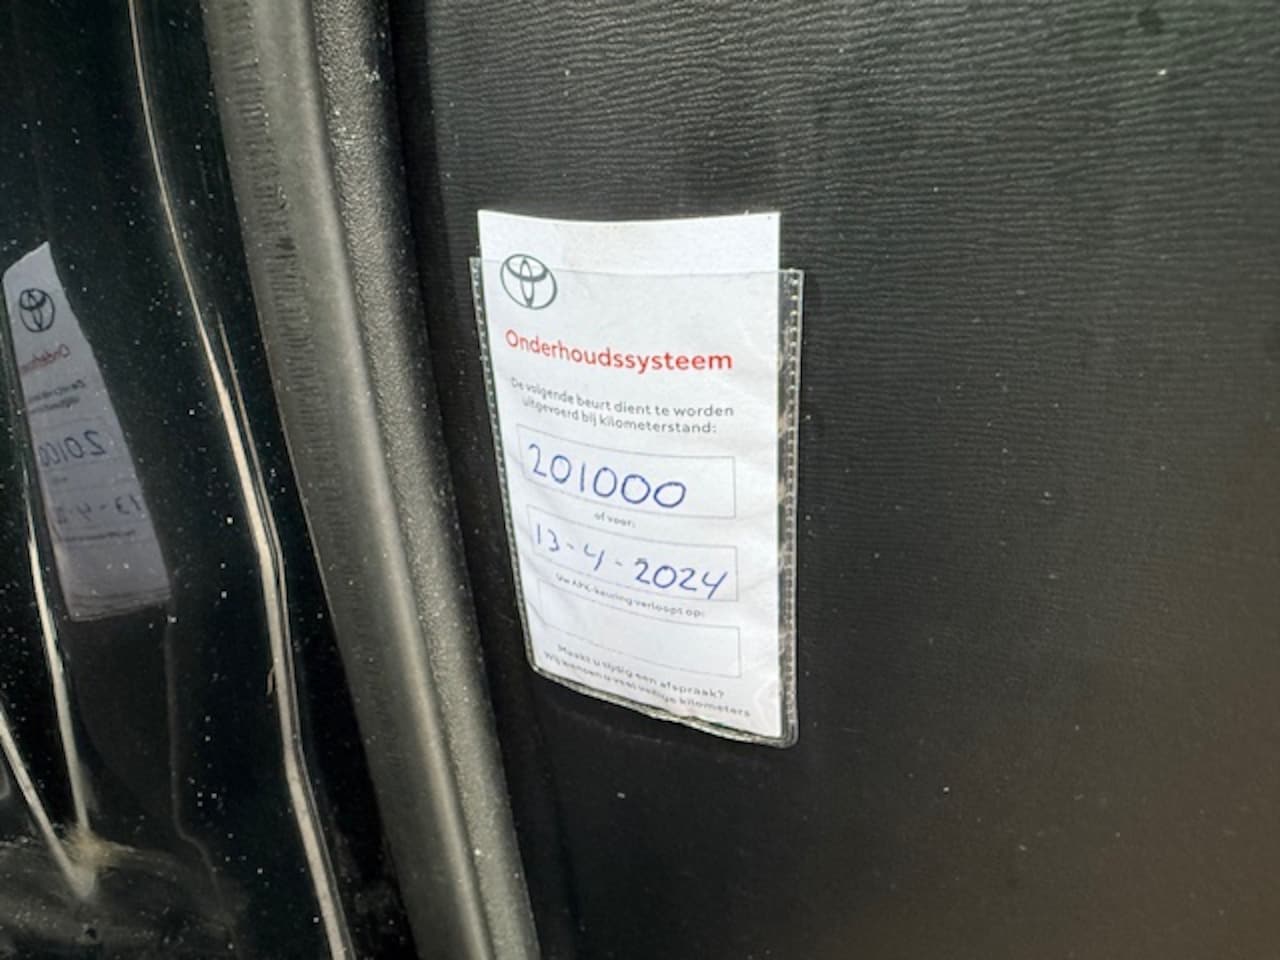 Onderhoudssysteem
De volgende beurt dient te worden
uitgevoerd bij kilometerstand:
201000
of voor:
13-4-2024
Uw APK-keuring verloopt op:
Maakt u tijdig een afspraak?
Wij wensen u veel veilige kilometers